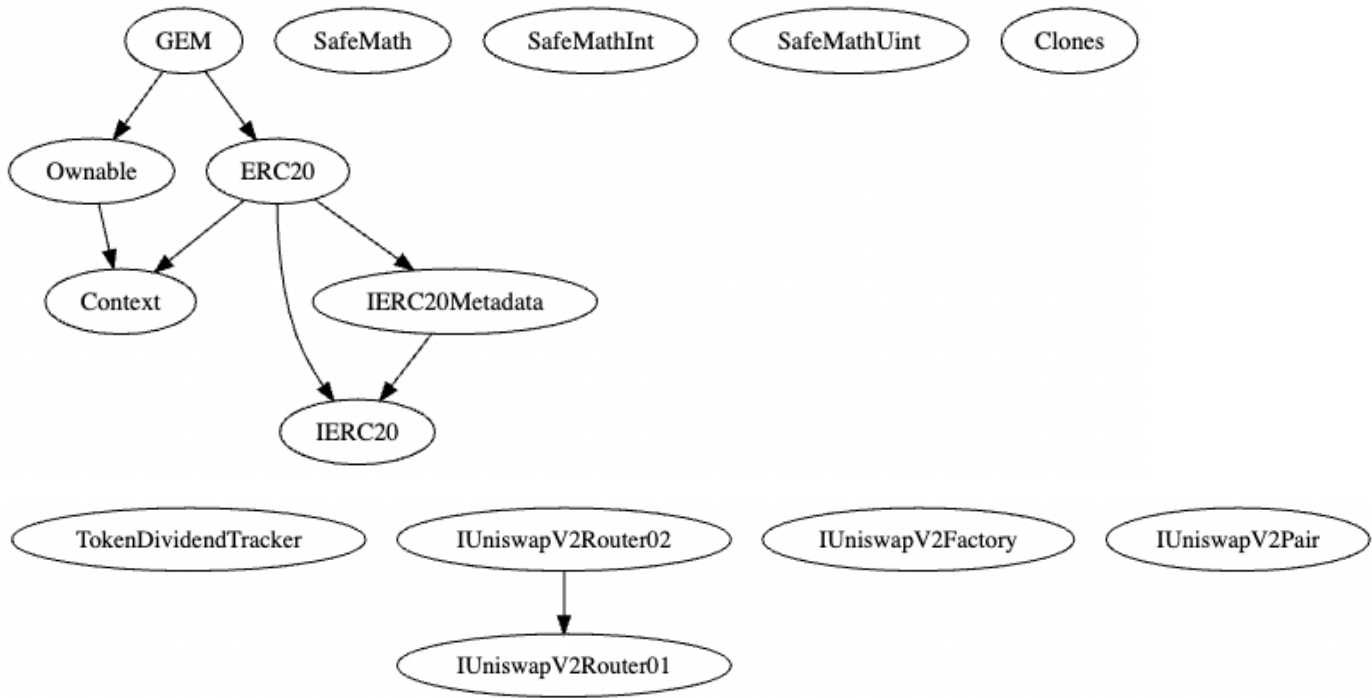 GEM
SafeMath
SafeMathInt
SafeMathUint
Clones
Ownable
ERC20
Context
IERC20Metadata
IERC20
TokenDividendTracker
IUniswapV2Router02
IUniswapV2Factory
IUniswapV2Pair
IUniswapV2Router01